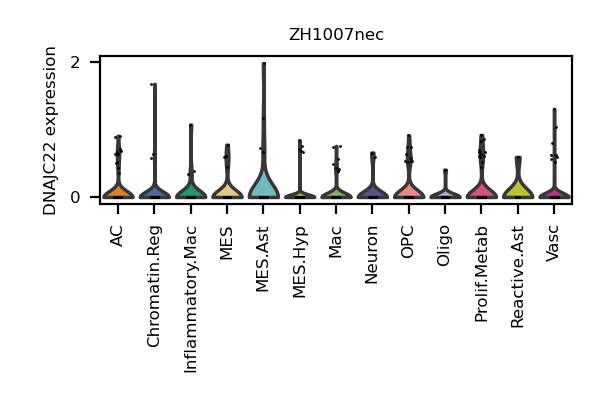 ZH1007nec
DNAJC22 expression
2
0
AC
Chromatin.Reg
Inflammatory.Mac
MES
MES.Ast
MES.Hyp
Mac
Neuron
OPC
Oligo
Prolif.Metab
Reactive.Ast
Vasc